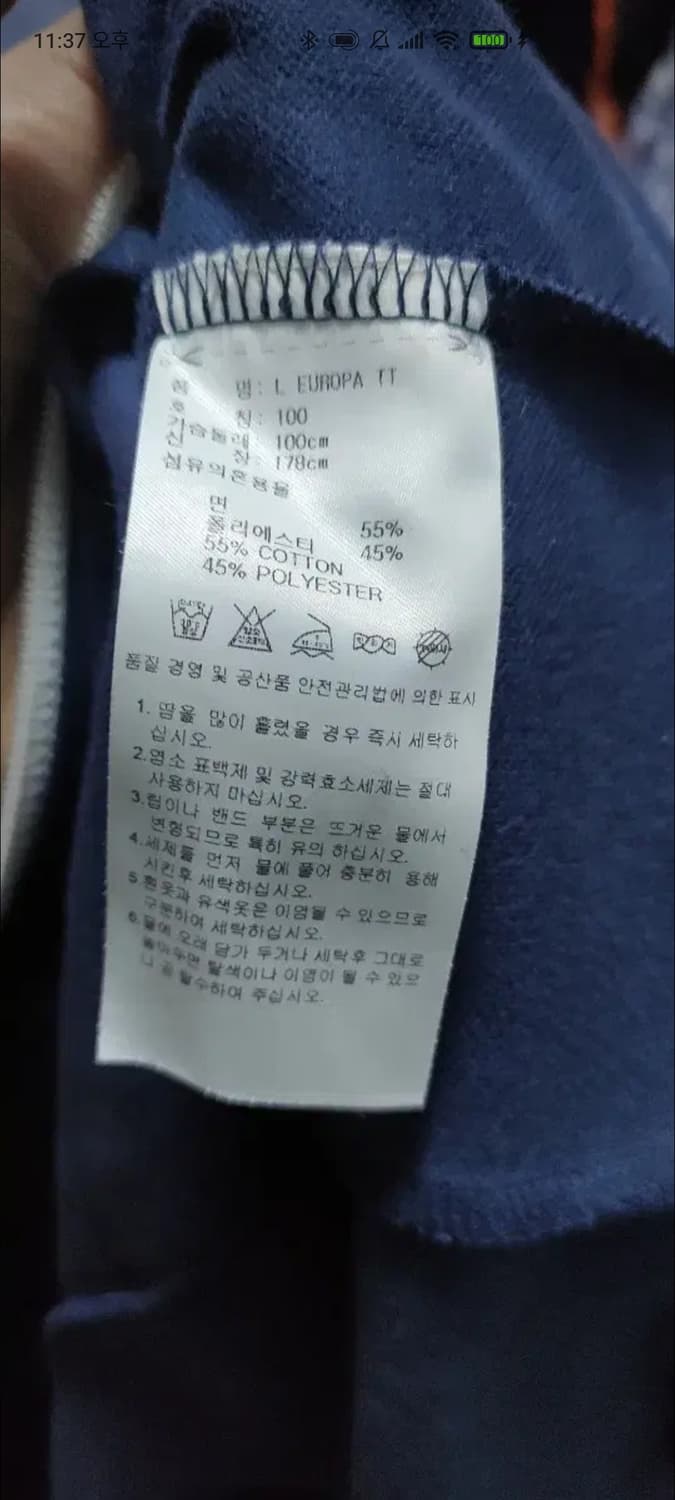 11:37 오후
100
품 명: L EUROPA TT
호 칭: 100
가슴둘레: 100cm
신 장: 178cm
섬유의혼용율
면 55%
폴리에스터 45%
55% COTTON
45% POLYESTER
품질 경영 및 공산품 안전관리법에 의한 표시
1. 땀을 많이 흘렸을 경우 즉시 세탁하
십시오.
2.염소 표백제 및 강력효소세제는 절대
사용하지 마십시오.
3.립이나 밴드 부분은 뜨거운 물에서
변형되므로 특히 유의 하십시오.
4.세제를 먼저 물에 풀어 충분히 용해
시킨후 세탁하십시오.
5.흰옷과 유색옷은 이염될 수 있으므로
구분하여 세탁하십시오.
6.물에 오래 담가 두거나 세탁후 그대로
놓아두면 탈색이나 이염이 될 수 있으
탈수하여 주십시오.